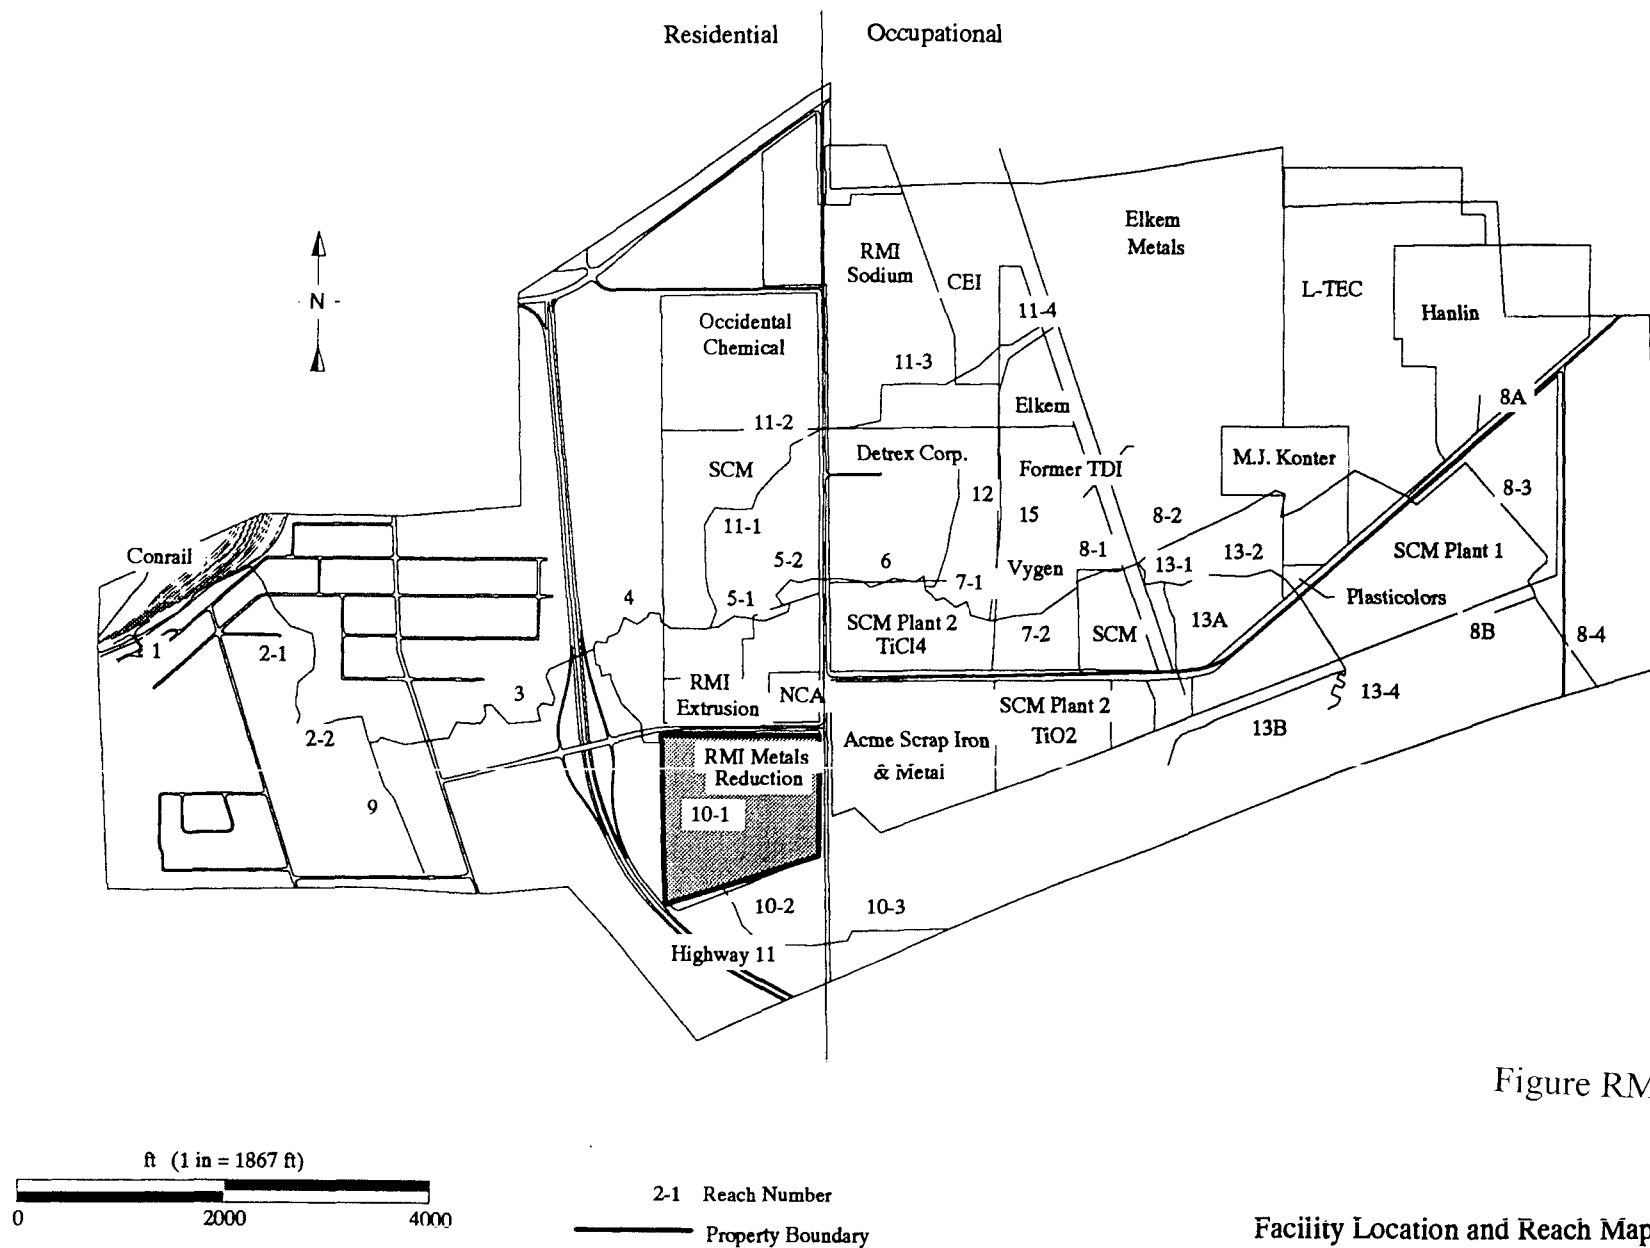 Residential
Occupational
Elkem
Metals
RMI
Sodium
CEI
L-TEC
N
Hanlin
11-4
Occidental
Chemical
11-3
8A
Elkem
11-2
Detrex Corp.
M.J. Konter
SCM
Former TDI
12
8-3
11-1
15
8-2
Conrail
SCM Plant 1
5-2
6
8-1
13-2
13-1
Vygen
7-1
Plasticolors
4
5-1
SCM Plant 2
TiCl4
13A
7-2
SCM
8B
8-4
1
2-1
RMI
Extrusion
NCA
3
13-4
SCM Plant 2
TiO2
2-2
13B
Acme Scrap Iron
& Metal
RMI Metals
Reduction
9
10-1
10-2
10-3
Highway 11
Figure RM
ft (1 in = 1867 ft)
0
2000
4000
2-1 Reach Number
Property Boundary
Facility Location and Reach Map